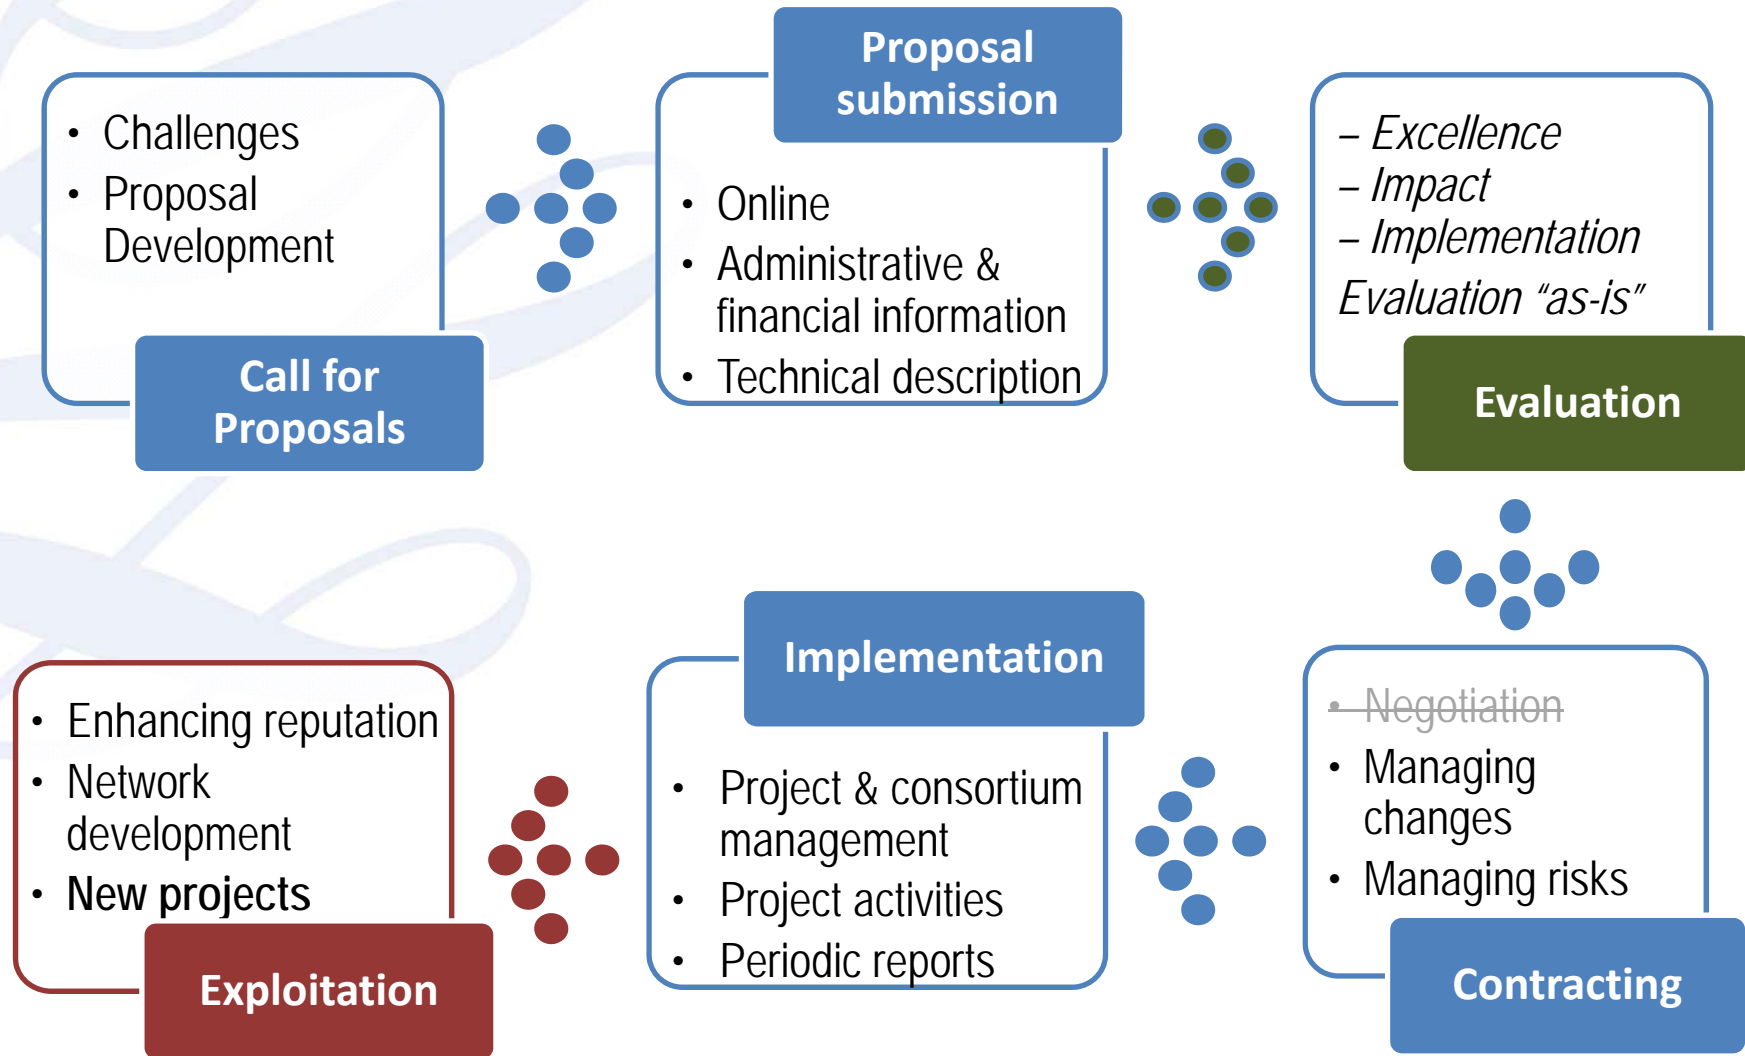 • Challenges
• Proposal
Development
Call for
Proposals
Proposal
submission
• Online
• Administrative &
financial information
• Technical description
– Excellence
– Impact
– Implementation
Evaluation “as-is”
Evaluation
• Negotiation
• Managing
changes
• Managing risks
Contracting
Implementation
• Project & consortium
management
• Project activities
• Periodic reports
• Enhancing reputation
• Network
development
• New projects
Exploitation